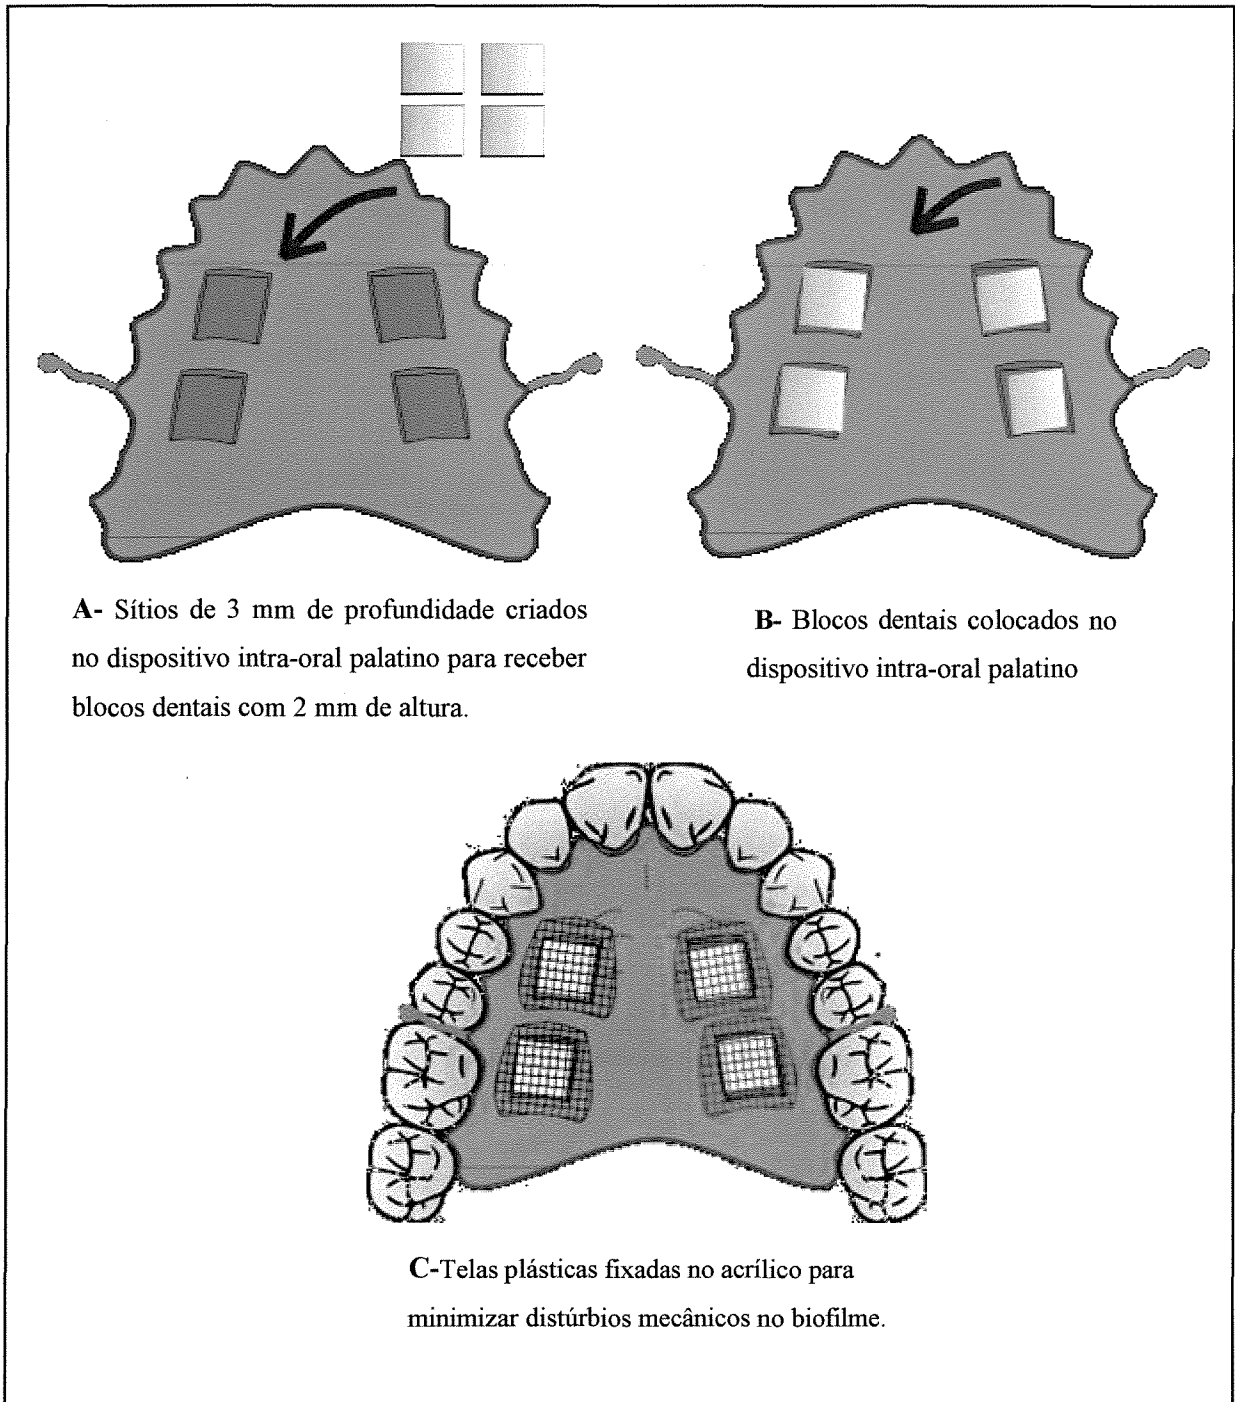 A- Sítios de 3 mm de profundidade criados
no dispositivo intra-oral palatino para receber
blocos dentais com 2 mm de altura.
B- Blocos dentais colocados no
dispositivo intra-oral palatino
C-Telas plásticas fixadas no acrílico para
minimizar distúrbios mecânicos no biofilme.